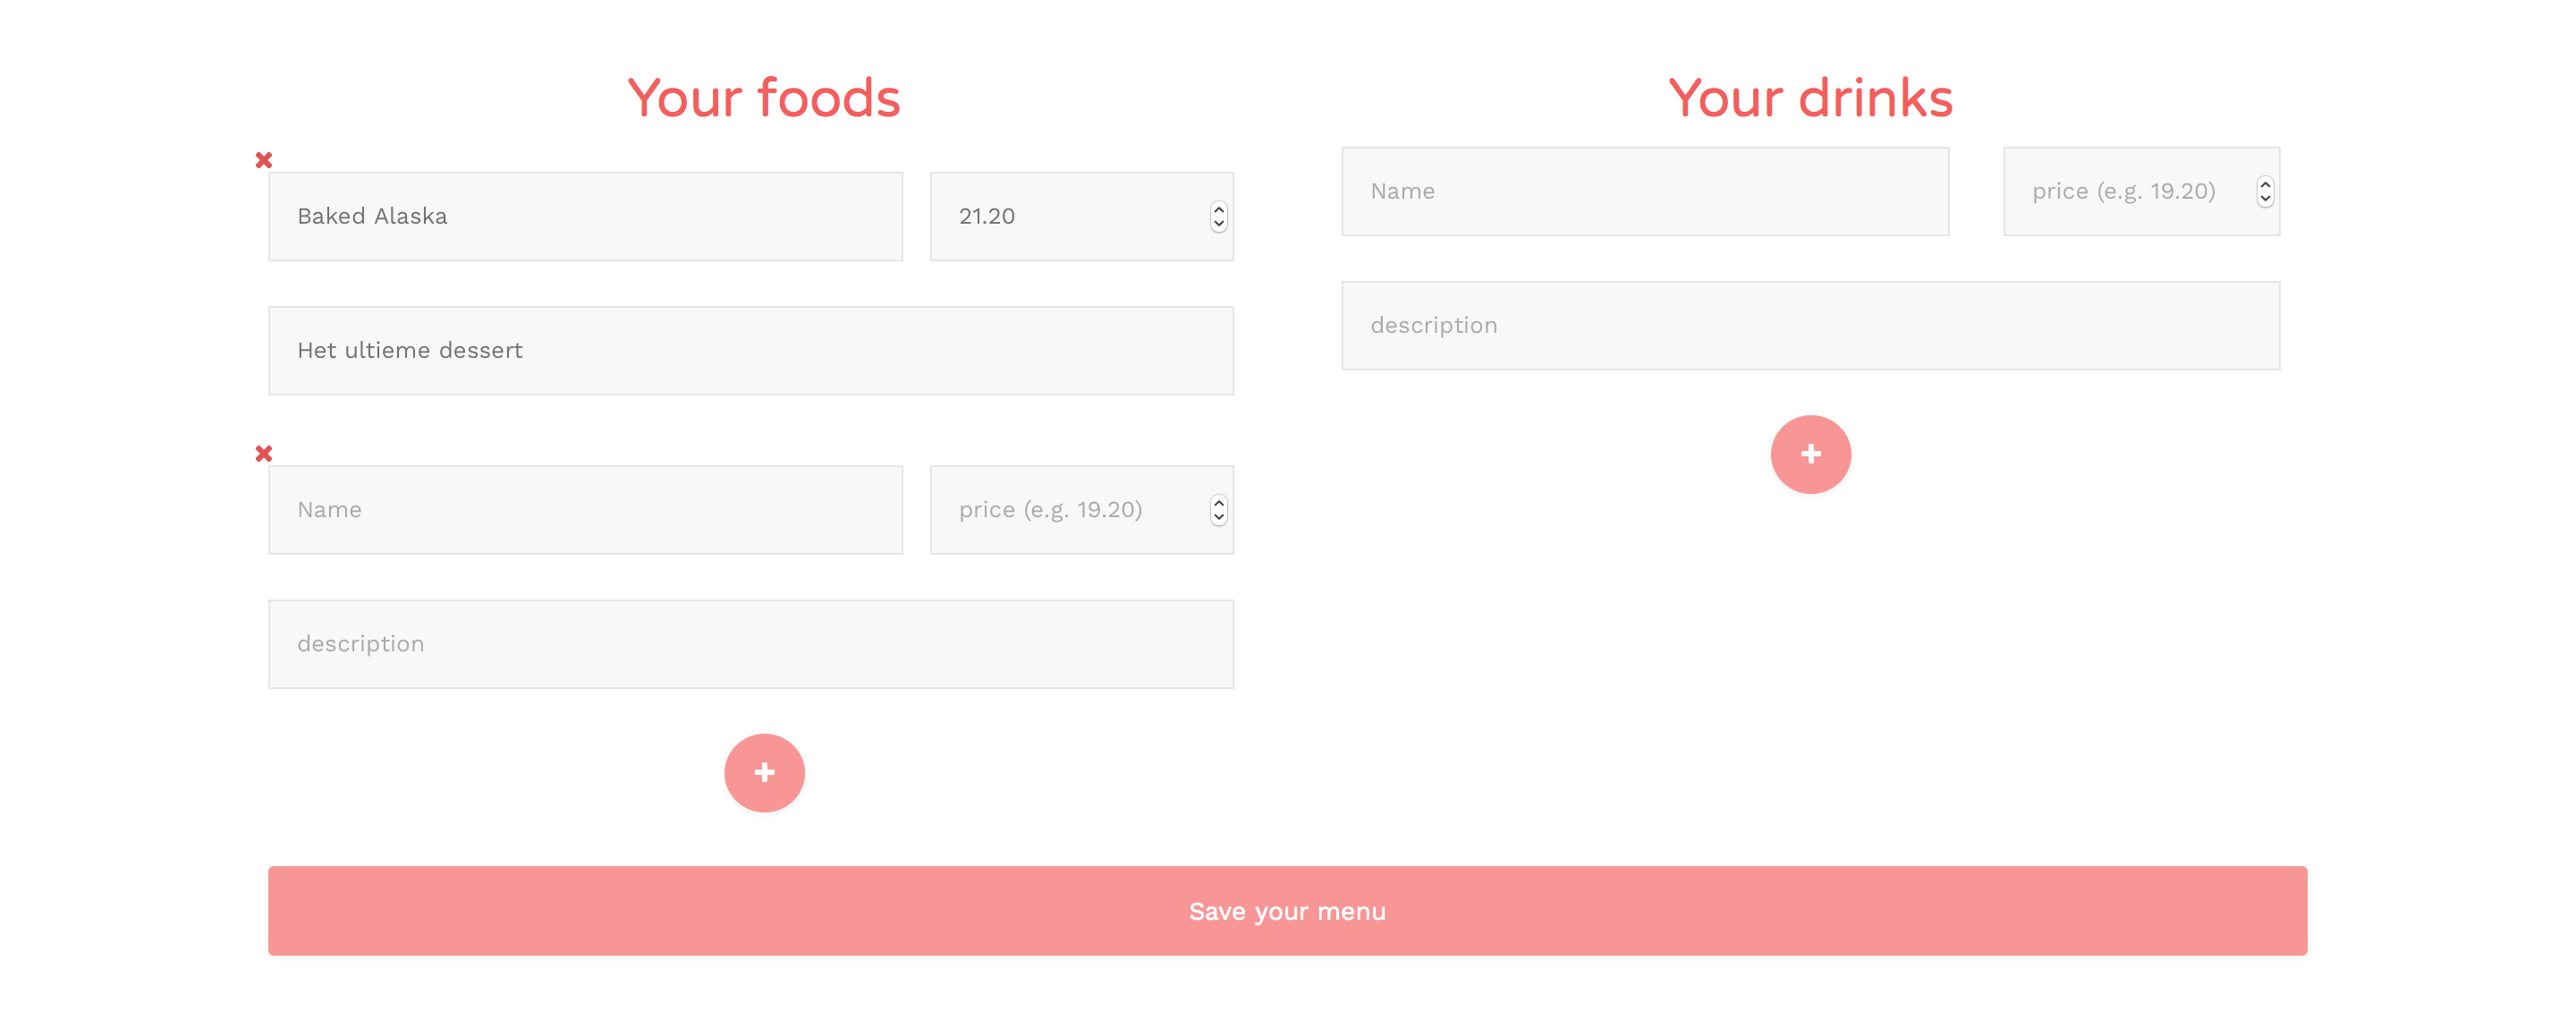 Your foods
Baked Alaska
21.20
Het ultieme dessert
Name
price (e.g. 19.20)
description
Your drinks
Name
price (e.g. 19.20)
description
Save your menu